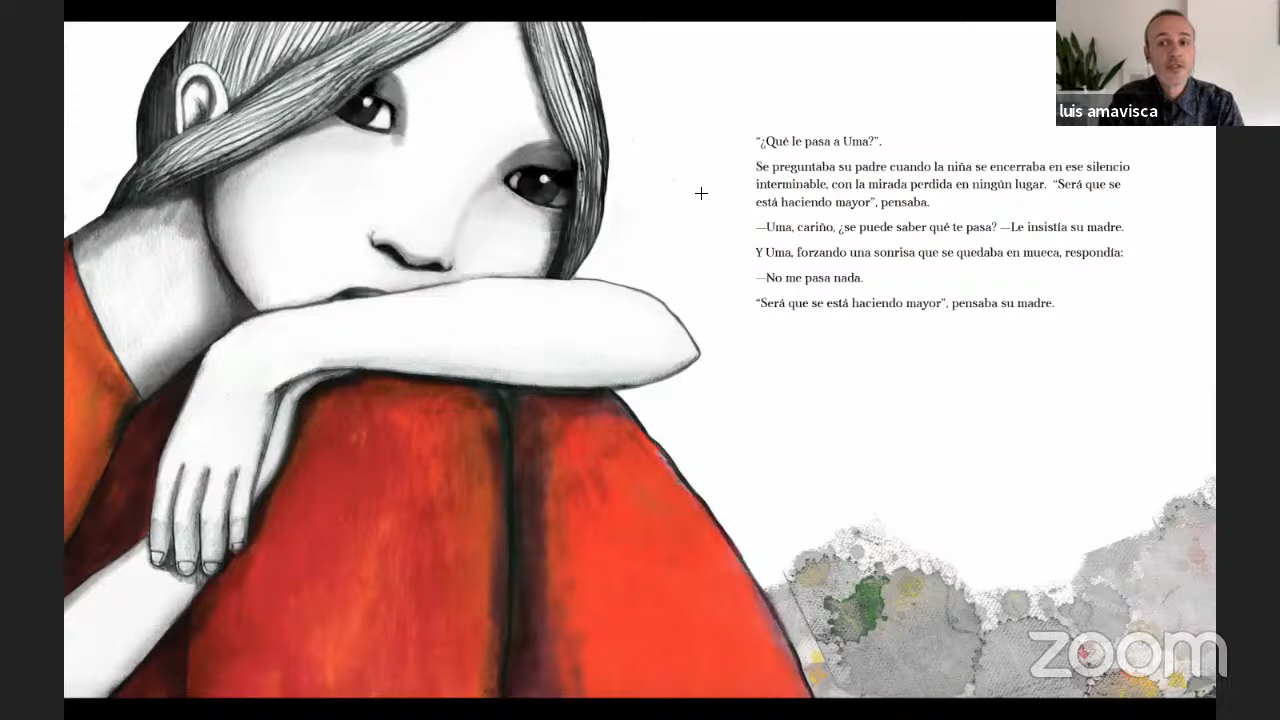 luis amavisca
“¿Qué le pasa a Uma?”.
Se preguntaba su padre cuando la niña se encerraba en ese silencio
interminable, con la mirada perdida en ningún lugar. “Será que se
está haciendo mayor”, pensaba.
—Uma, cariño, ¿se puede saber qué te pasa? —Le insistía su madre.
Y Uma, forzando una sonrisa que se quedaba en mueca, respondía:
—No me pasa nada.
“Será que se está haciendo mayor”, pensaba su madre.
zoom